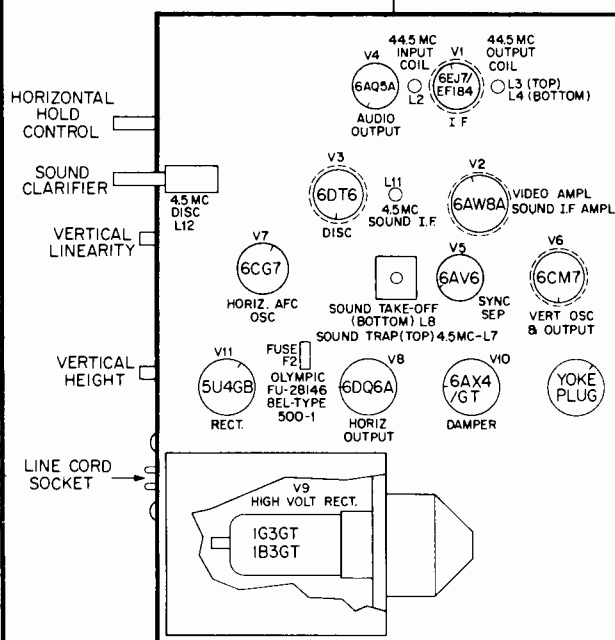 V4
6AQ5A
AUDIO
OUTPUT
44.5 MC
INPUT
COIL
L2
V1
6EJ7/
EF184
I F
44.5 MC
OUTPUT
COIL
L3 (TOP)
L4 (BOTTOM)
HORIZONTAL
HOLD
CONTROL
SOUND
CLARIFIER
4.5 MC
DISC
L12
V3
6DT6
DISC
L11
4.5 MC
SOUND I.F.
V2
6AW8A
VIDEO AMPL
SOUND I.F AMPL
VERTICAL
LINEARITY
V7
6CG7
HORIZ. AFC
OSC
SOUND TAKE-OFF
(BOTTOM) L8
SOUND TRAP (TOP) 4.5MC-L7
V5
6AV6
SYNC
SEP
V6
6CM7
VERT OSC
& OUTPUT
VERTICAL
HEIGHT
V11
5U4GB
RECT.
FUSE
F2
OLYMPIC
FU-28146
BEL-TYPE
500-1
V8
6DQ6A
HORIZ
OUTPUT
V10
6AX4
/GT
DAMPER
YOKE
PLUG
LINE CORD
SOCKET
V9
HIGH VOLT RECT.
1G3GT
1B3GT